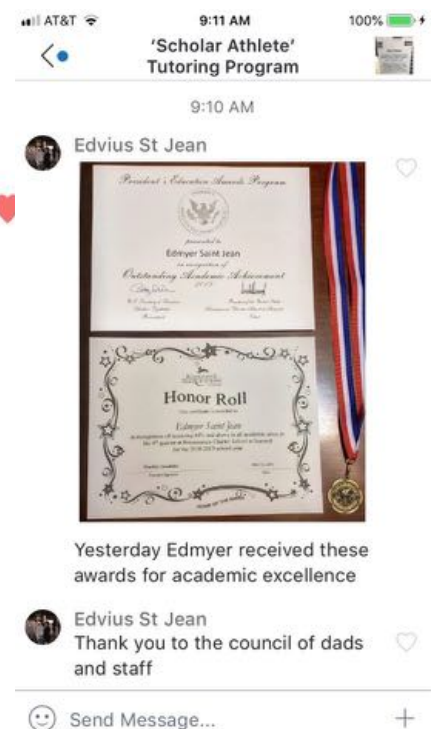 AT&T 9:11 AM 100%
'Scholar Athlete'
Tutoring Program
9:10 AM
Edvius St Jean
President's Education Awards Program
presented to
Edmyer Saint Jean
in recognition of
Outstanding Academic Achievement
2019
Honor Roll
Edmyer Saint Jean
Yesterday Edmyer received these
awards for academic excellence
Edvius St Jean
Thank you to the council of dads
and staff
Send Message...